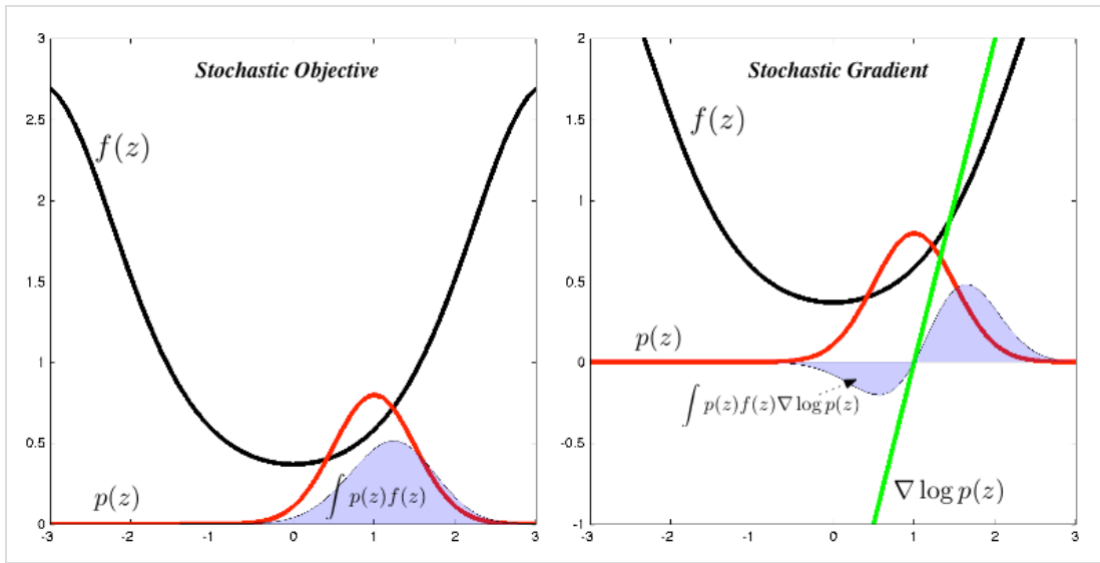 Stochastic Objective
3
2.5
2
1.5
1
0.5
0
-3 -2 -1 0 1 2 3
f(z)
p(z)
∫ p(z)f(z)
Stochastic Gradient
2
1.5
1
0.5
0
-0.5
-1
-3 -2 -1 0 1 2 3
f(z)
p(z)
∫ p(z)f(z)∇ log p(z)
∇ log p(z)